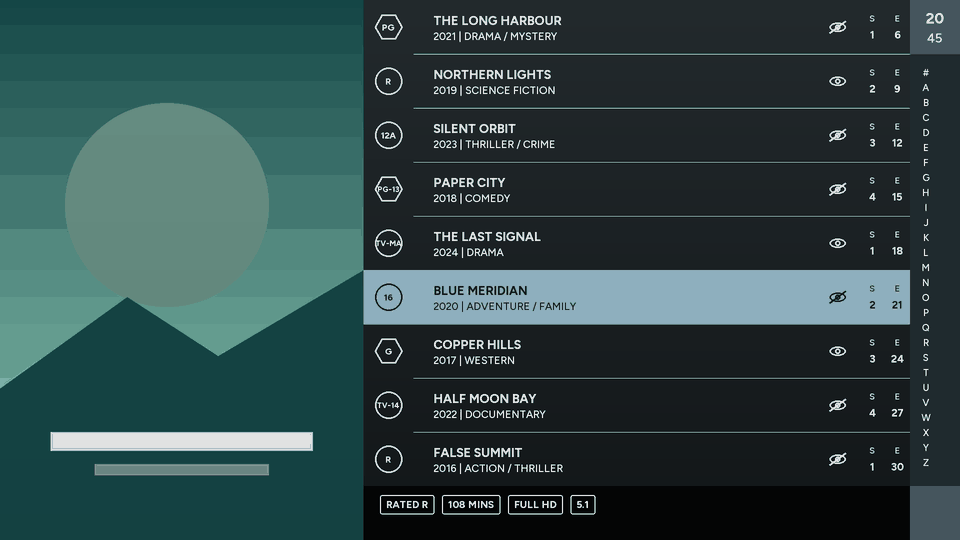 PG
THE LONG HARBOUR
2021 | DRAMA / MYSTERY
S E
1 6
R
NORTHERN LIGHTS
2019 | SCIENCE FICTION
S E
2 9
12A
SILENT ORBIT
2023 | THRILLER / CRIME
S E
3 12
PG-13
PAPER CITY
2018 | COMEDY
S E
4 15
TV-MA
THE LAST SIGNAL
2024 | DRAMA
S E
1 18
16
BLUE MERIDIAN
2020 | ADVENTURE / FAMILY
S E
2 21
G
COPPER HILLS
2017 | WESTERN
S E
3 24
TV-14
HALF MOON BAY
2022 | DOCUMENTARY
S E
4 27
R
FALSE SUMMIT
2016 | ACTION / THRILLER
S E
1 30
RATED R 108 MINS FULL HD 5.1
20
45
#
A
B
C
D
E
F
G
H
I
J
K
L
M
N
O
P
Q
R
S
T
U
V
W
X
Y
Z